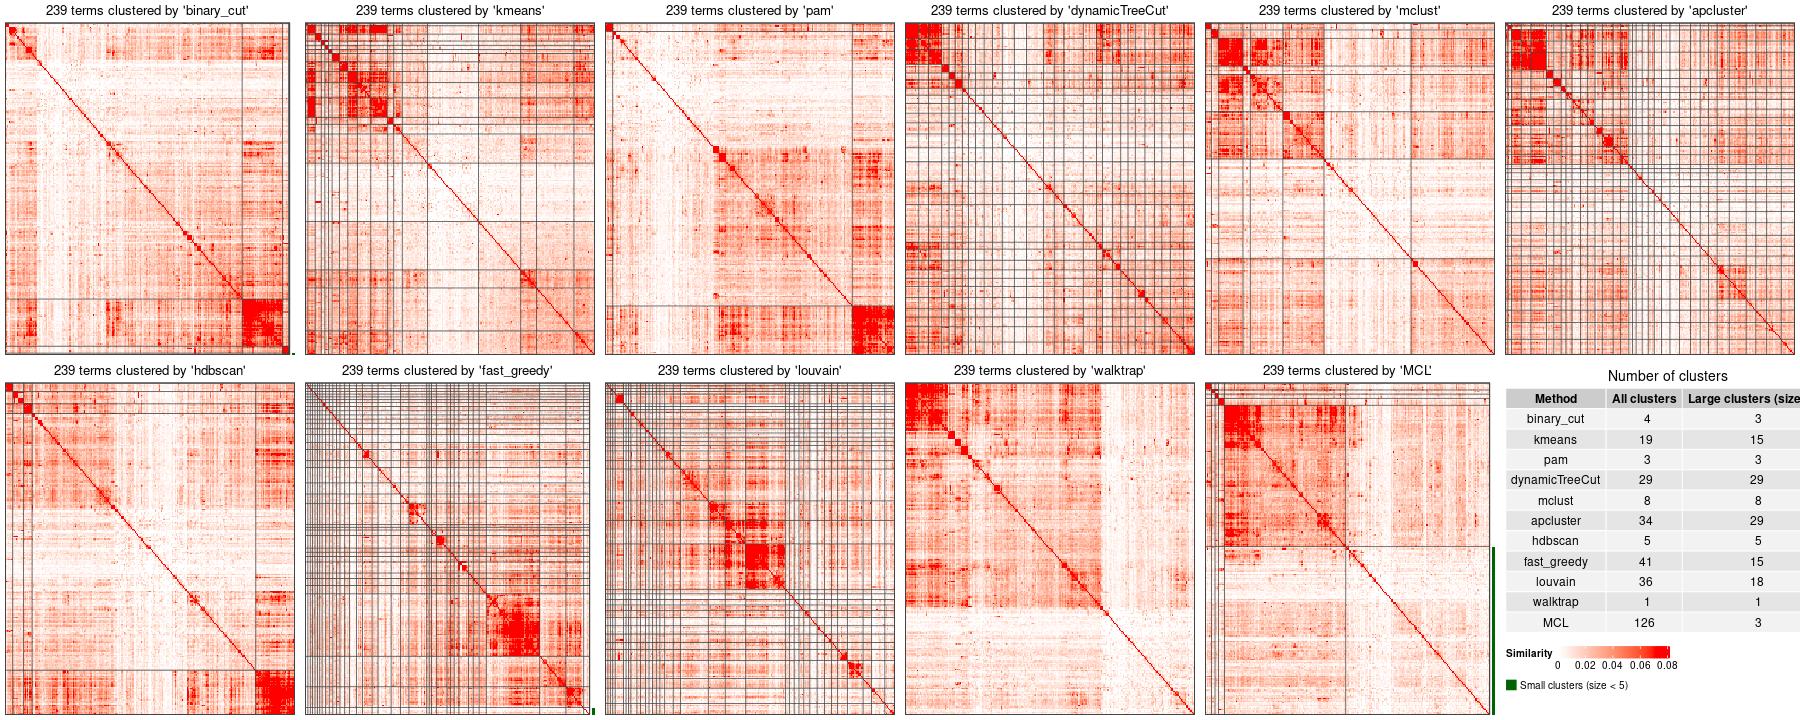 239 terms clustered by 'binary_cut'
239 terms clustered by 'kmeans'
239 terms clustered by 'pam'
239 terms clustered by 'dynamicTreeCut'
239 terms clustered by 'mclust'
239 terms clustered by 'apcluster'
239 terms clustered by 'hdbscan'
239 terms clustered by 'fast_greedy'
239 terms clustered by 'louvain'
239 terms clustered by 'walktrap'
239 terms clustered by 'MCL'
Number of clusters
Method All clusters Large clusters (size
binary_cut 4 3
kmeans 19 15
pam 3 3
dynamicTreeCut 29 29
mclust 8 8
apcluster 34 29
hdbscan 5 5
fast_greedy 41 15
louvain 36 18
walktrap 1 1
MCL 126 3
Similarity
0 0.02 0.04 0.06 0.08
Small clusters (size < 5)